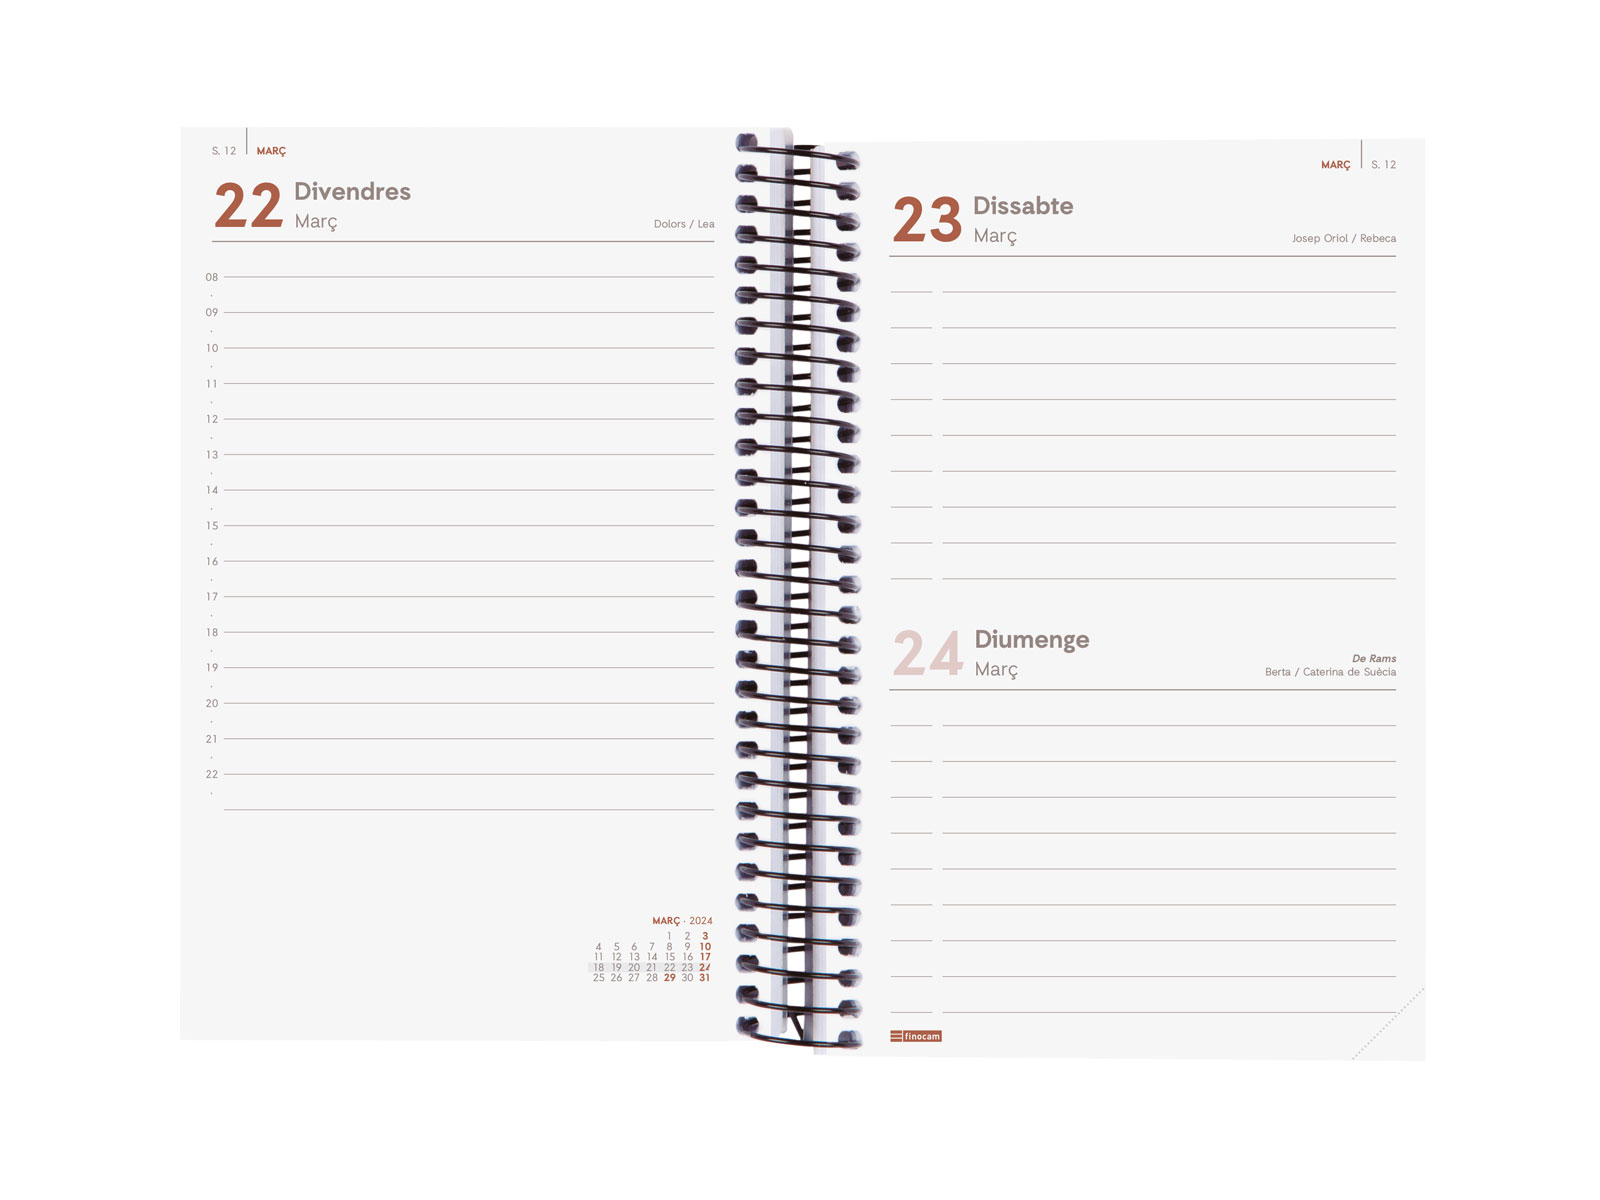 S. 12 MARÇ
22 Divendres
Març
Dolors / Lea
08
09
10
11
12
13
14
15
16
17
18
19
20
21
22
MARÇ · 2024
1 2 3
4 5 6 7 8 9 10
11 12 13 14 15 16 17
18 19 20 21 22 23 24
25 26 27 28 29 30 31
MARÇ S. 12
23 Dissabte
Març
Josep Oriol / Rebeca
24 Diumenge
Març
De Rams
Berta / Caterina de Suècia
finocam